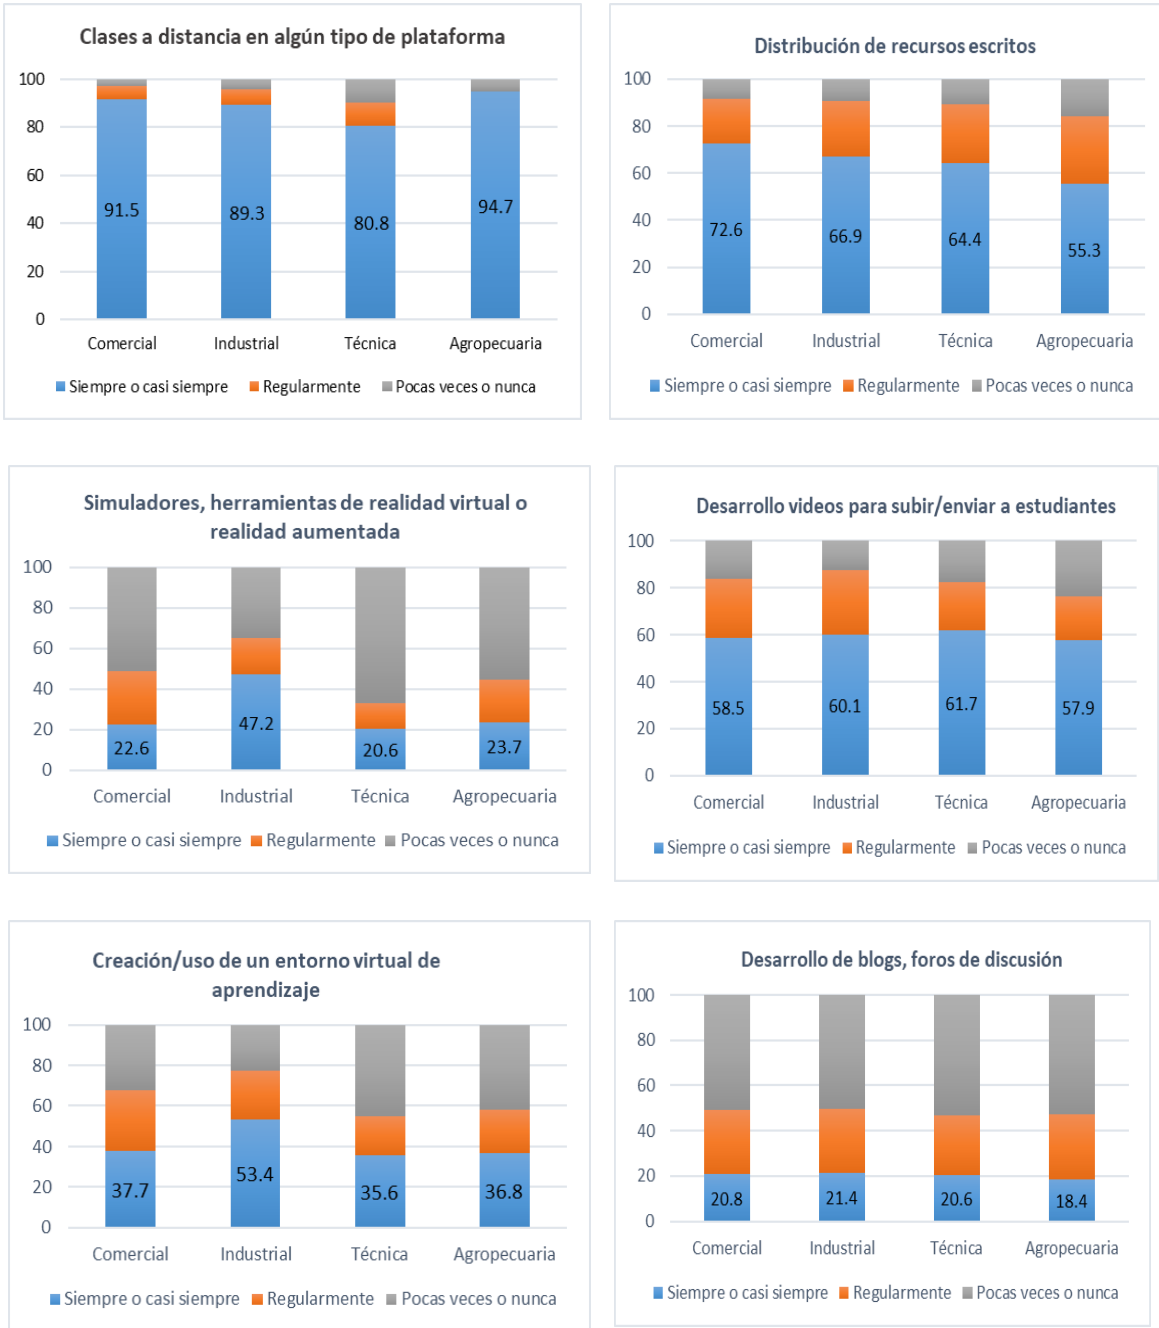 Clases a distancia en algún tipo de plataforma
100
80
60
40
20
0
91.5
89.3
80.8
94.7
Comercial
Industrial
Técnica
Agropecuaria
Siempre o casi siempre
Regularmente
Pocas veces o nunca
Distribución de recursos escritos
100
80
60
40
20
0
72.6
66.9
64.4
55.3
Comercial
Industrial
Técnica
Agropecuaria
Siempre o casi siempre
Regularmente
Pocas veces o nunca
Simuladores, herramientas de realidad virtual o
realidad aumentada
100
80
60
40
20
0
22.6
47.2
20.6
23.7
Comercial
Industrial
Técnica
Agropecuaria
Siempre o casi siempre
Regularmente
Pocas veces o nunca
Desarrollo videos para subir/enviar a estudiantes
100
80
60
40
20
0
58.5
60.1
61.7
57.9
Comercial
Industrial
Técnica
Agropecuaria
Siempre o casi siempre
Regularmente
Pocas veces o nunca
Creación/uso de un entorno virtual de
aprendizaje
100
80
60
40
20
0
37.7
53.4
35.6
36.8
Comercial
Industrial
Técnica
Agropecuaria
Siempre o casi siempre
Regularmente
Pocas veces o nunca
Desarrollo de blogs, foros de discusión
100
80
60
40
20
0
20.8
21.4
20.6
18.4
Comercial
Industrial
Técnica
Agropecuaria
Siempre o casi siempre
Regularmente
Pocas veces o nunca